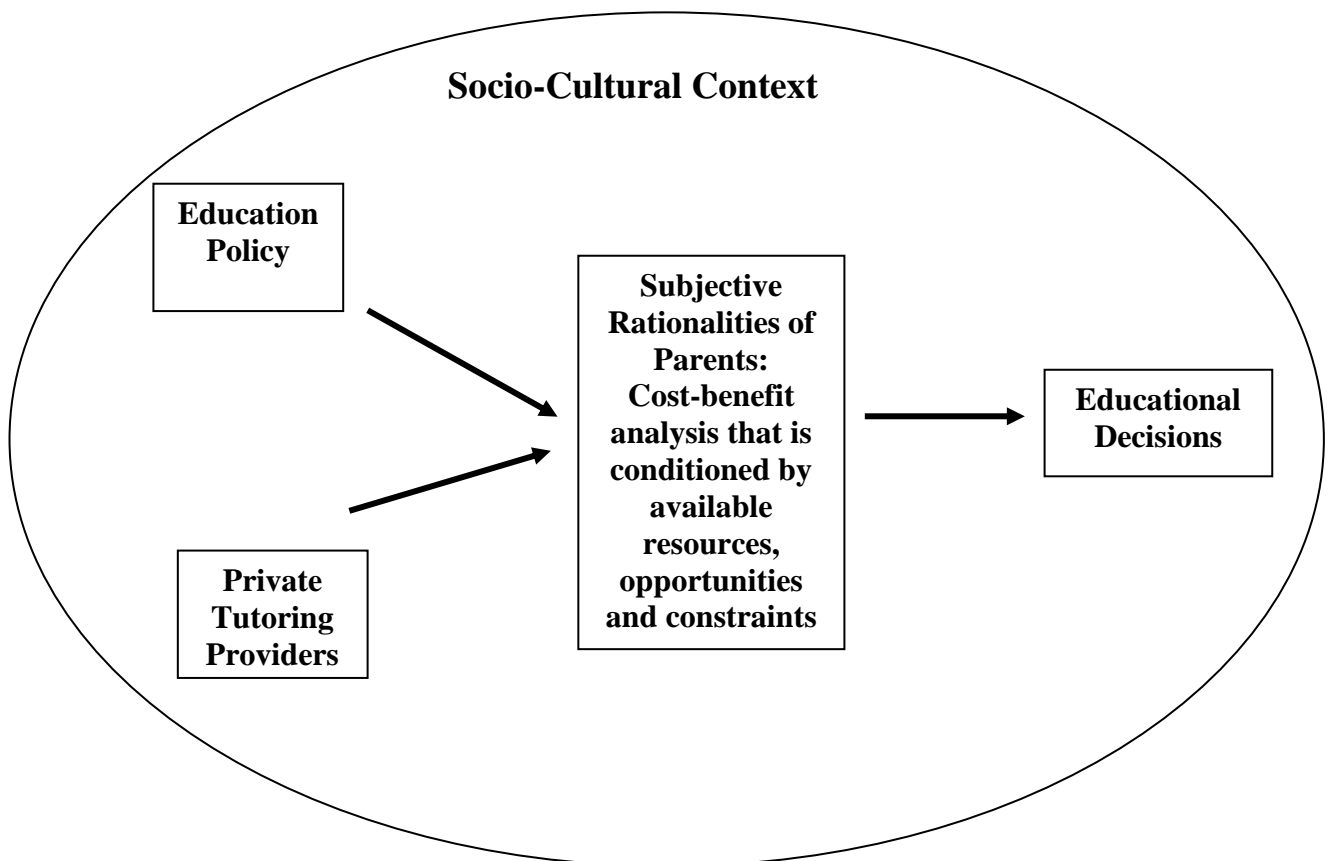 Socio-Cultural Context
Education
Policy
Private
Tutoring
Providers
Subjective
Rationalities of
Parents:
Cost-benefit
analysis that is
conditioned by
available
resources,
opportunities
and constraints
Educational
Decisions